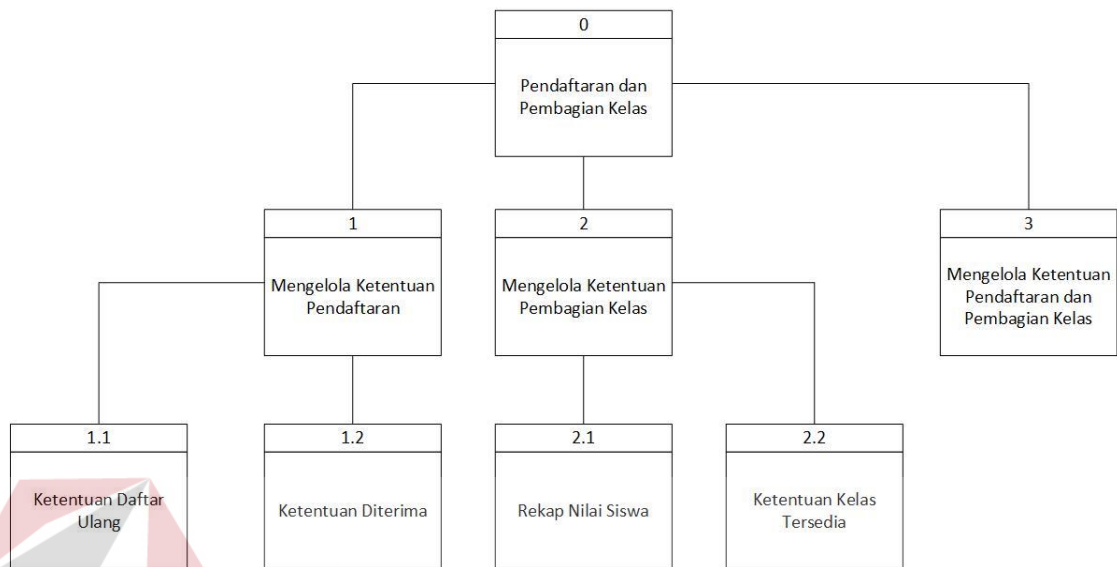 0
Pendaftaran dan
Pembagian Kelas
1
Mengelola Ketentuan
Pendaftaran
2
Mengelola Ketentuan
Pembagian Kelas
3
Mengelola Ketentuan
Pendaftaran dan
Pembagian Kelas
1.1
Ketentuan Daftar
Ulang
1.2
Ketentuan Diterima
2.1
Rekap Nilai Siswa
2.2
Ketentuan Kelas
Tersedia